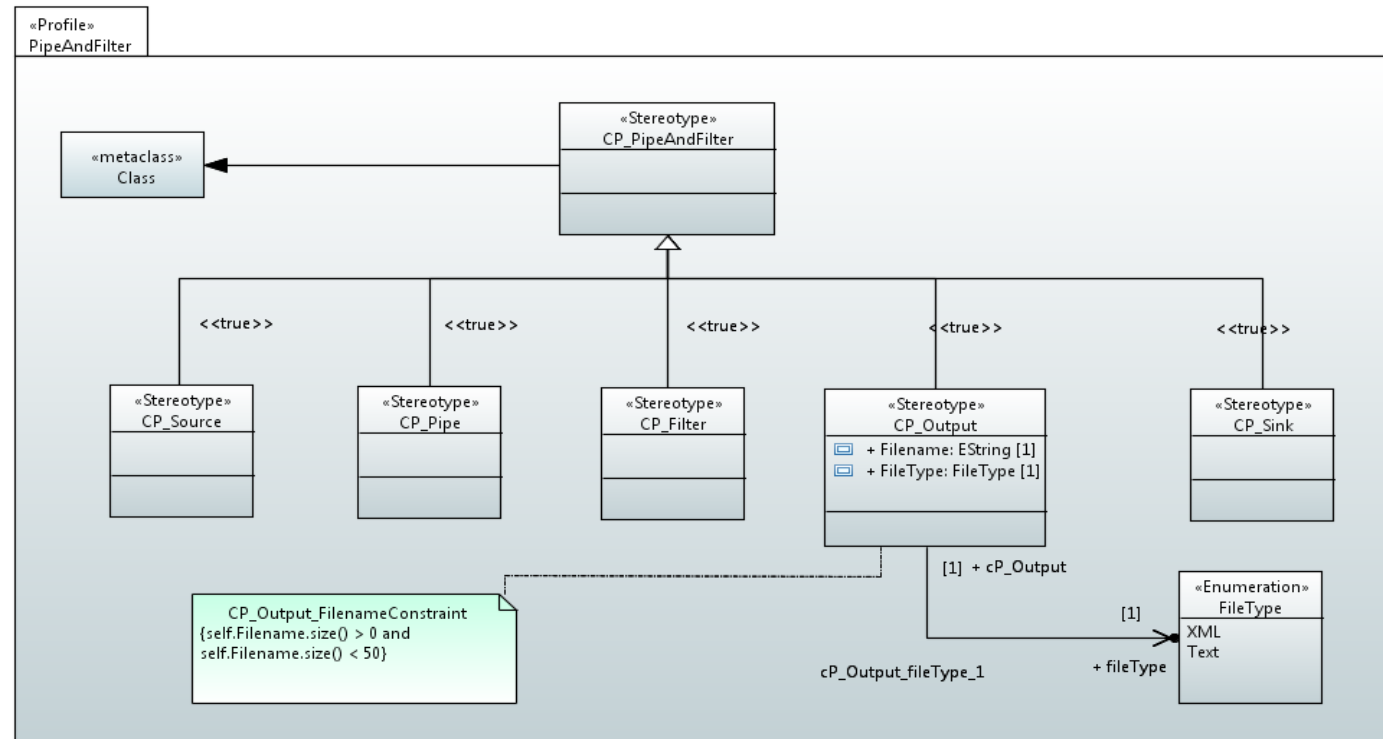 «Profile»
PipeAndFilter
«Stereotype»
CP_PipeAndFilter
«metaclass»
Class
<<true>>
<<true>>
<<true>>
<<true>>
<<true>>
«Stereotype»
CP_Source
«Stereotype»
CP_Pipe
«Stereotype»
CP_Filter
«Stereotype»
CP_Output
+ Filename: EString [1]
+ FileType: FileType [1]
«Stereotype»
CP_Sink
[1] + cP_Output
[1]
+ fileType
cP_Output_fileType_1
«Enumeration»
FileType
XML
Text
CP_Output_FilenameConstraint
{self.Filename.size() > 0 and
self.Filename.size() < 50}